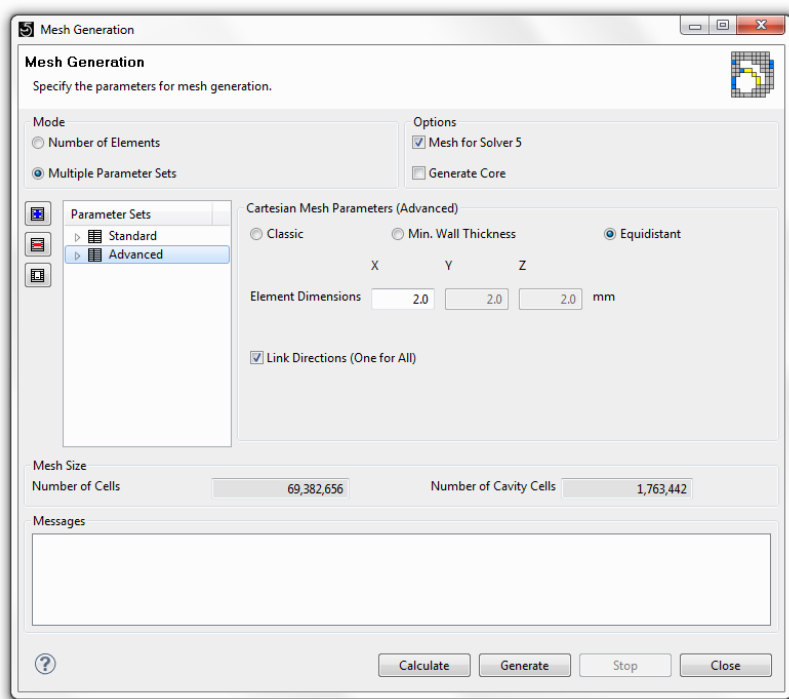 5 Mesh Generation
Mesh Generation
Specify the parameters for mesh generation.
Mode
Number of Elements
Multiple Parameter Sets
Options
Mesh for Solver 5
Generate Core
Parameter Sets
Standard
Advanced
Cartesian Mesh Parameters (Advanced)
Classic Min. Wall Thickness Equidistant
X Y Z
Element Dimensions 2.0 2.0 2.0 mm
Link Directions (One for All)
Mesh Size
Number of Cells 69,382,656 Number of Cavity Cells 1,763,442
Messages
? Calculate Generate Stop Close